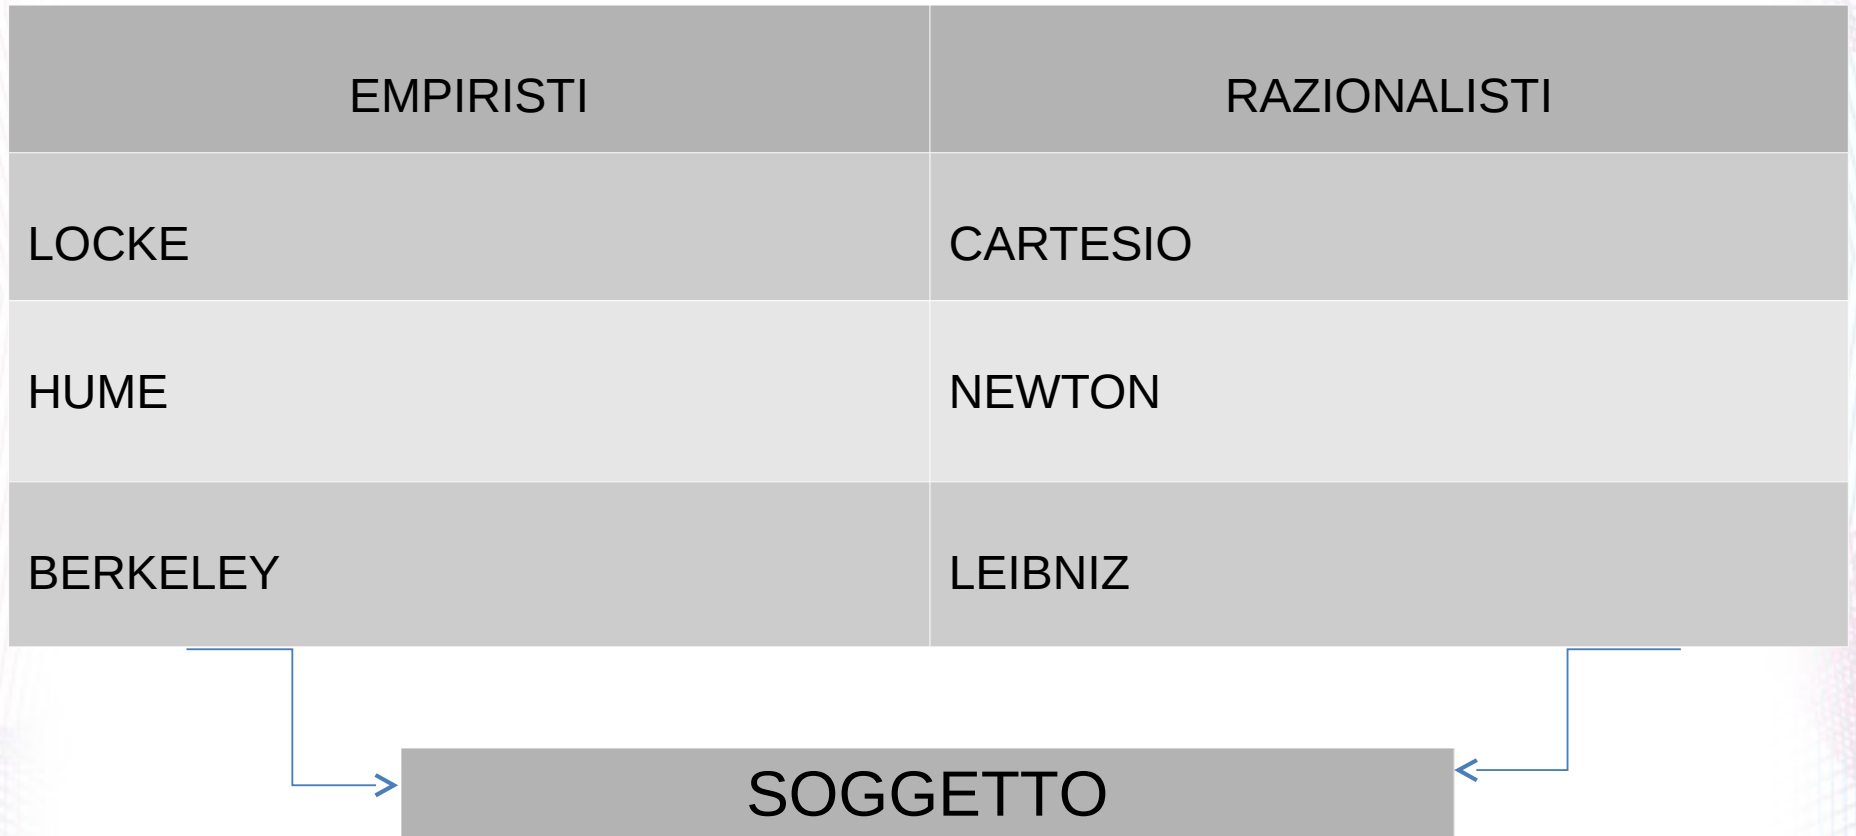 EMPIRISTI RAZIONALISTI
LOCKE CARTESIO
HUME NEWTON
BERKELEY LEIBNIZ
SOGGETTO